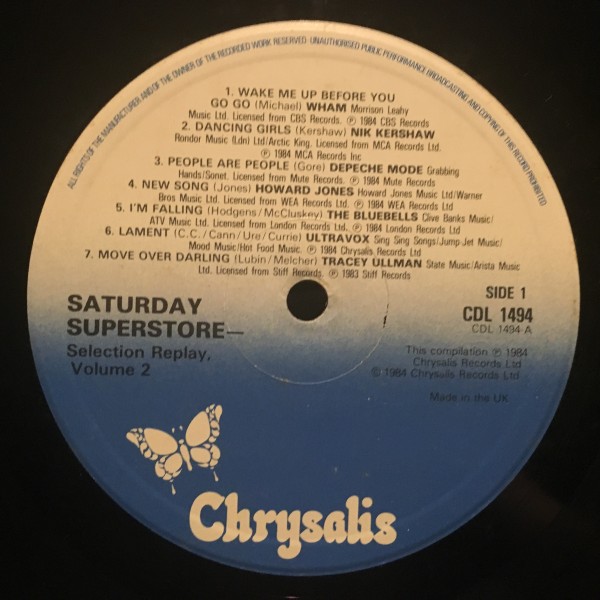 ALL RIGHTS OF THE MANUFACTURER AND OF THE OWNER OF THE RECORDED WORK RESERVED. UNAUTHORISED PUBLIC PERFORMANCE BROADCASTING AND COPYING OF THIS RECORD PROHIBITED
1. WAKE ME UP BEFORE YOU
GO GO (Michael) WHAM Morrison Leahy
Music Ltd. Licensed from CBS Records. ℗ 1984 CBS Records
2. DANCING GIRLS (Kershaw) NIK KERSHAW
Rondor Music (Ldn) Ltd/Arctic King. Licensed from MCA Records Ltd.
℗ 1984 MCA Records Inc
3. PEOPLE ARE PEOPLE (Gore) DEPECHE MODE Grabbing
Hands/Sonet. Licensed from Mute Records. ℗ 1984 Mute Records
4. NEW SONG (Jones) HOWARD JONES Howard Jones Music Ltd/Warner
Bros Music Ltd. Licensed from WEA Records Ltd. ℗ 1984 WEA Records Ltd
5. I'M FALLING (Hodgens/McCluskey) THE BLUEBELLS Clive Banks Music/
ATV Music Ltd. Licensed from London Records Ltd. ℗ 1984 London Records Ltd
6. LAMENT (C.C./Cann/Ure/Currie) ULTRAVOX Sing Sing Songs/Jump-Jet Music/
Mood Music/Hot Food Music. ℗ 1984 Chrysalis Records Ltd
7. MOVE OVER DARLING (Lubin/Melcher) TRACEY ULLMAN State Music/Arista Music
Ltd. Licensed from Stiff Records. ℗ 1983 Stiff Records
SATURDAY
SUPERSTORE—
Selection Replay,
Volume 2
SIDE 1
CDL 1494
CDL 1494-A
This compilation ℗ 1984
Chrysalis Records Ltd
© 1984 Chrysalis Records Ltd
Made in the UK
Chrysalis